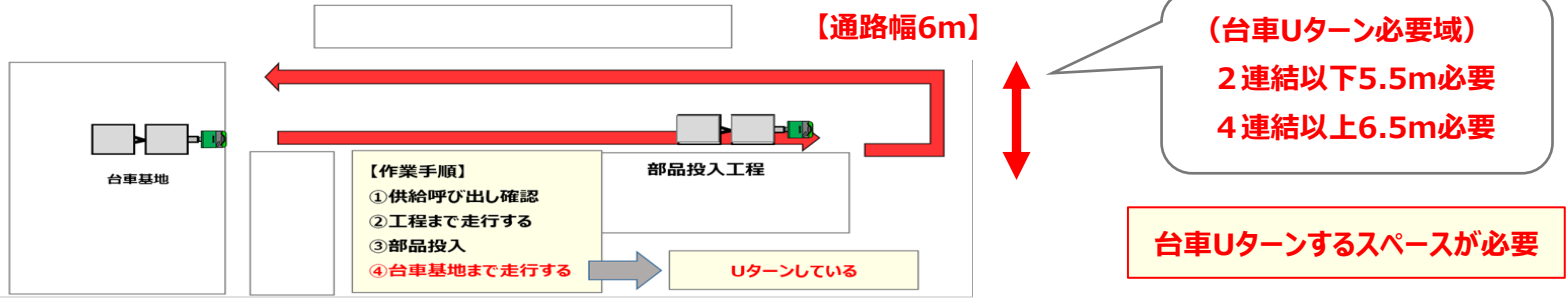 【通路幅6m】
（台車Uターン必要域）
２連結以下5.5m必要
４連結以上6.5m必要
台車基地
部品投入工程
【作業手順】
①供給呼び出し確認
②工程まで走行する
③部品投入
④台車基地まで走行する
Uターンしている
台車Uターンするスペースが必要